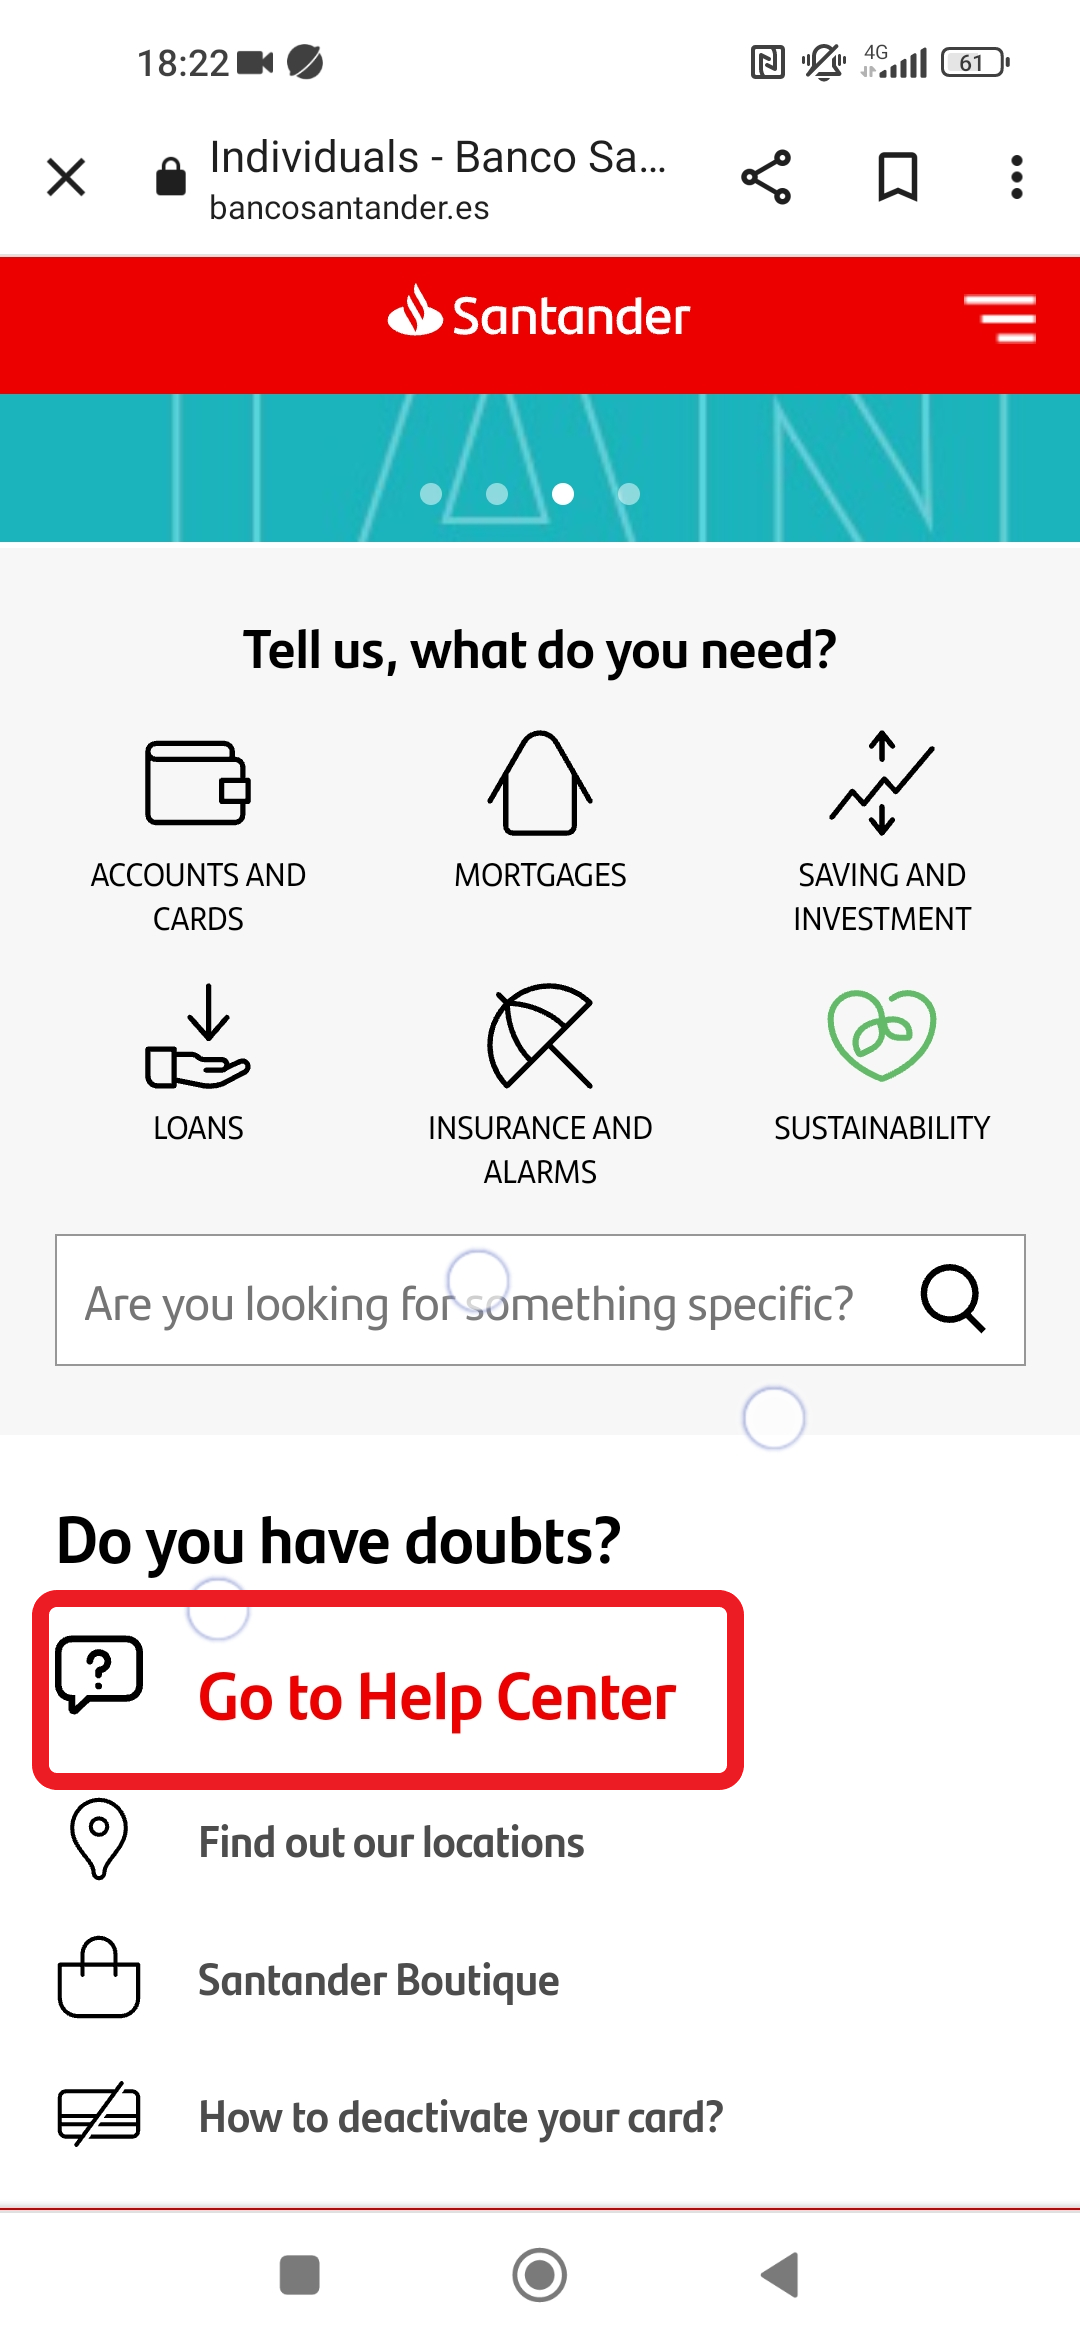 18:22
4G
61
Individuals - Banco Sa...
bancosantander.es
Santander
Tell us, what do you need?
ACCOUNTS AND
CARDS
MORTGAGES
SAVING AND
INVESTMENT
LOANS
INSURANCE AND
ALARMS
SUSTAINABILITY
Are you looking for something specific?
Do you have doubts?
Go to Help Center
Find out our locations
Santander Boutique
How to deactivate your card?